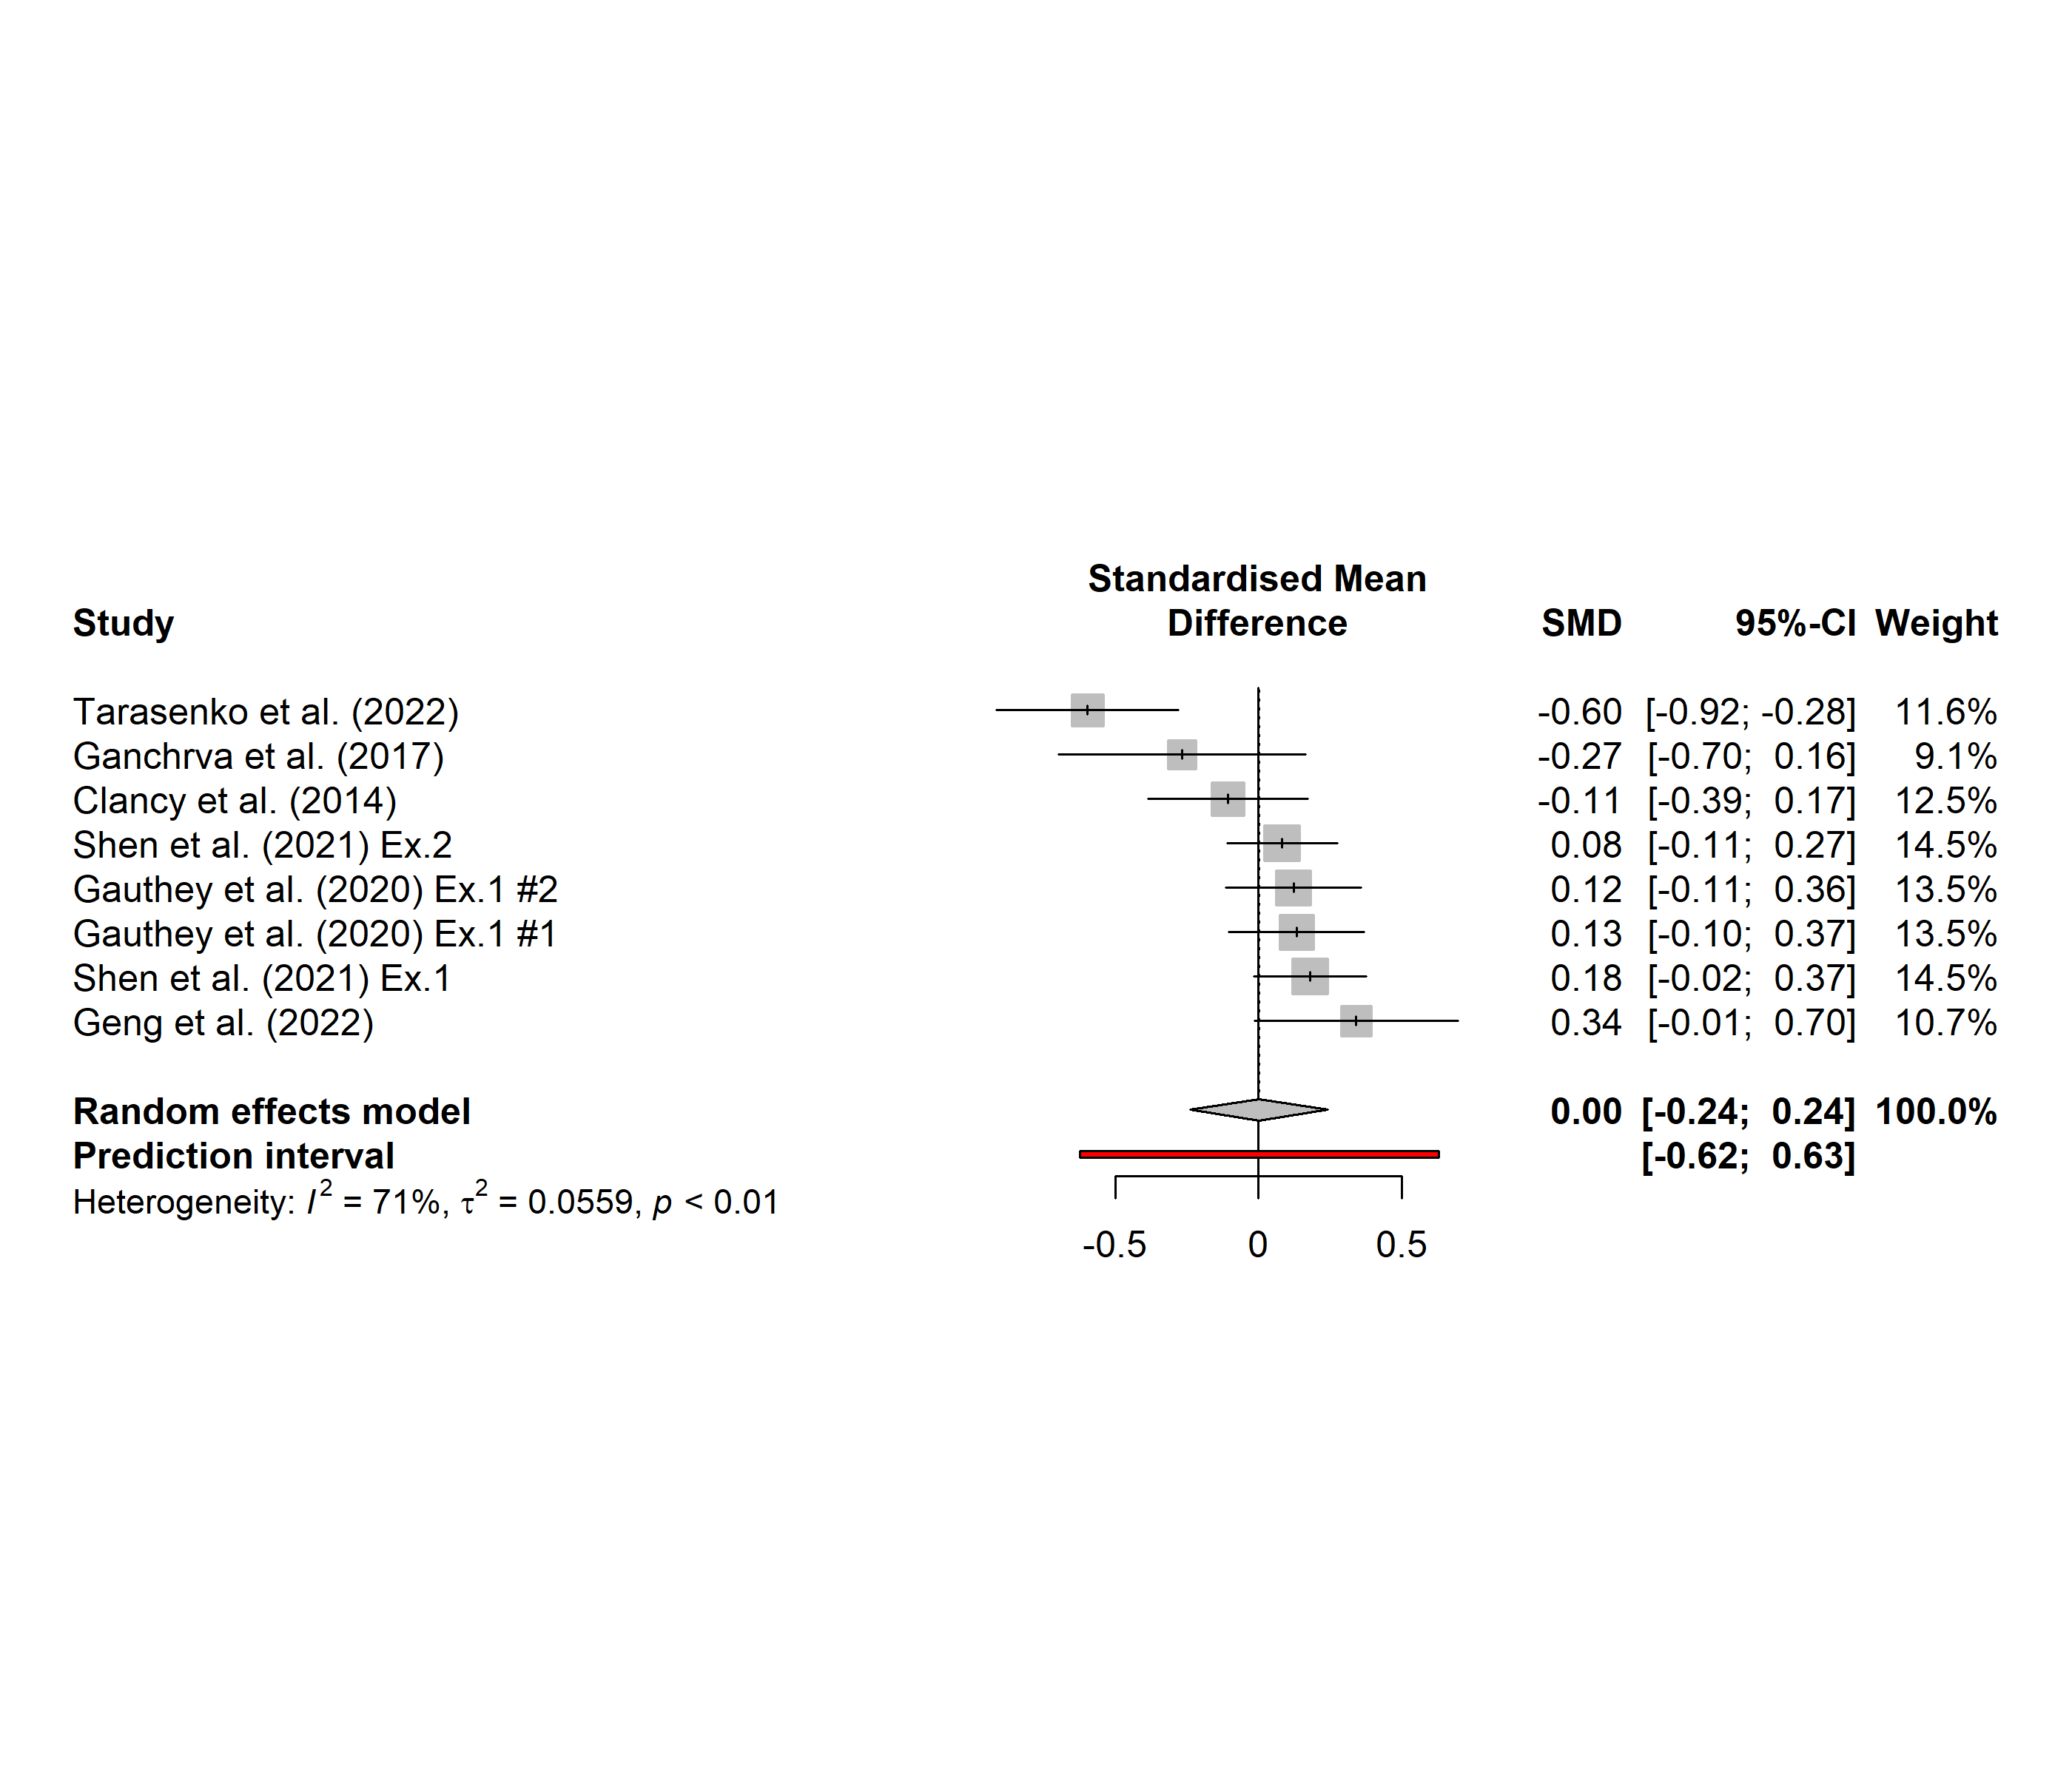 Standardised Mean
Study Difference SMD 95%-CI Weight
Tarasenko et al. (2022) -0.60 [-0.92; -0.28] 11.6%
Ganchrva et al. (2017) -0.27 [-0.70; 0.16] 9.1%
Clancy et al. (2014) -0.11 [-0.39; 0.17] 12.5%
Shen et al. (2021) Ex.2 0.08 [-0.11; 0.27] 14.5%
Gauthey et al. (2020) Ex.1 #2 0.12 [-0.11; 0.36] 13.5%
Gauthey et al. (2020) Ex.1 #1 0.13 [-0.10; 0.37] 13.5%
Shen et al. (2021) Ex.1 0.18 [-0.02; 0.37] 14.5%
Geng et al. (2022) 0.34 [-0.01; 0.70] 10.7%
Random effects model 0.00 [-0.24; 0.24] 100.0%
Prediction interval [-0.62; 0.63]
Heterogeneity: I² = 71%, τ² = 0.0559, p < 0.01
-0.5 0 0.5